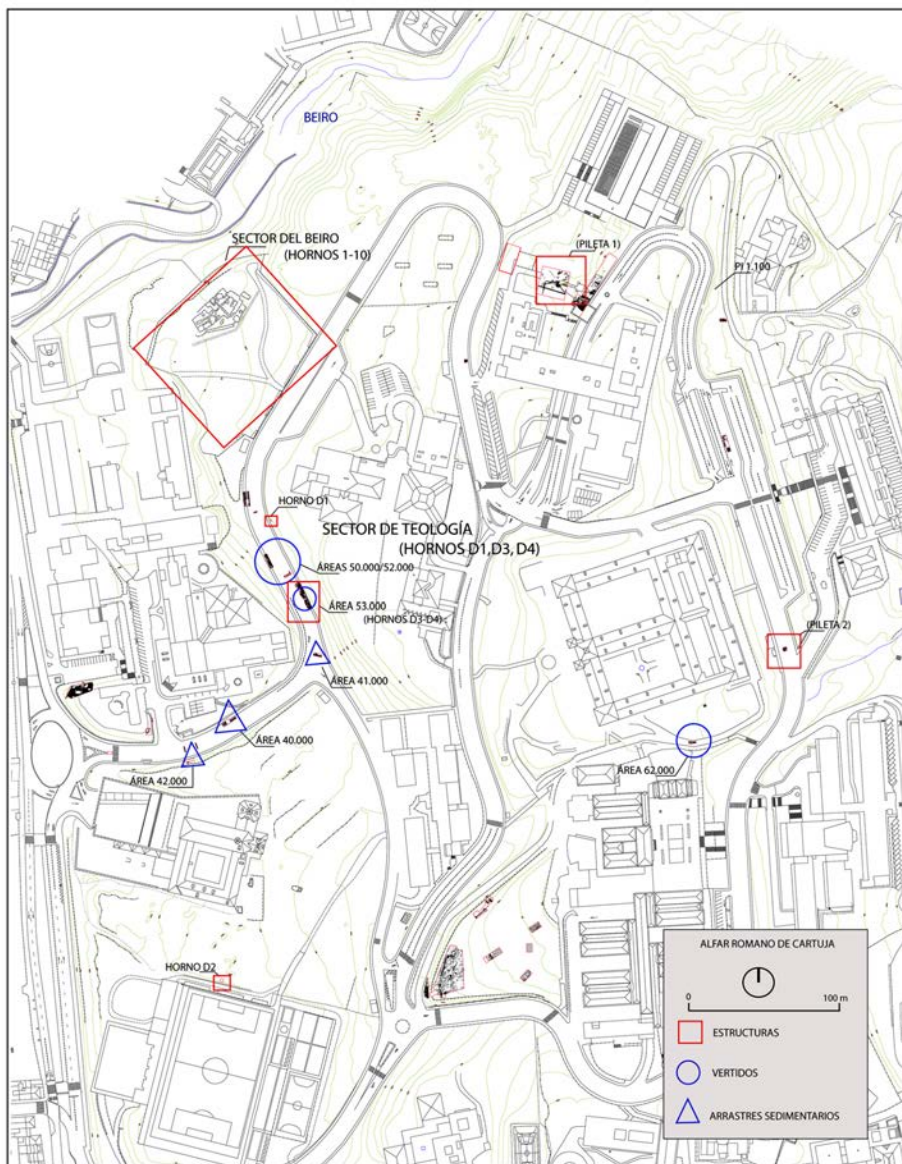 BEIRO
SECTOR DEL BEIRO
(HORNOS 1-10)
(PILETA 1)
PJ 1.100
HORNO D1
SECTOR DE TEOLOGÍA
(HORNOS D1,D3, D4)
ÁREAS 50.000/52.000
ÁREA 53.000
(HORNOS D3-D4)
(PILETA 2)
ÁREA 41.000
ÁREA 40.000
ÁREA 42.000
ÁREA 62.000
HORNO D2
ALFAR ROMANO DE CARTUJA
0 100 m
ESTRUCTURAS
VERTIDOS
ARRASTRES SEDIMENTARIOS